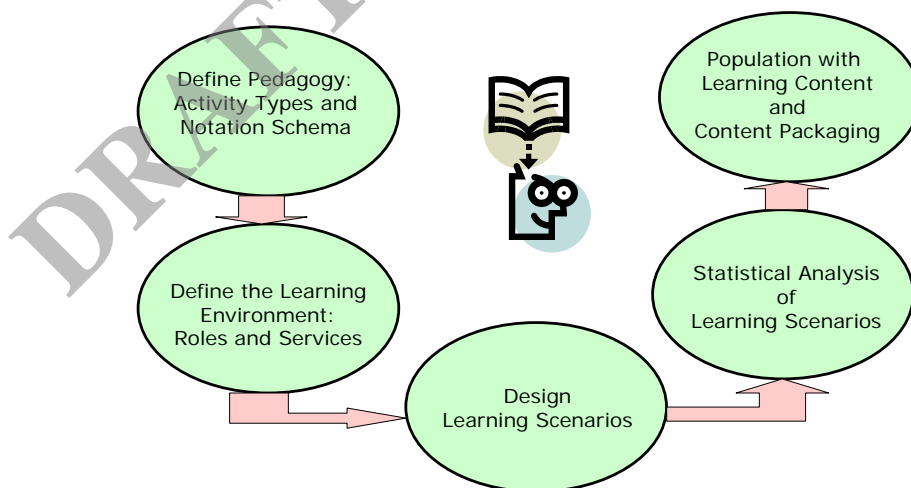 DRAFT
Define Pedagogy:
Activity Types and
Notation Schema
Define the Learning
Environment:
Roles and Services
Design
Learning Scenarios
Statistical Analysis
of
Learning Scenarios
Population with
Learning Content
and
Content Packaging